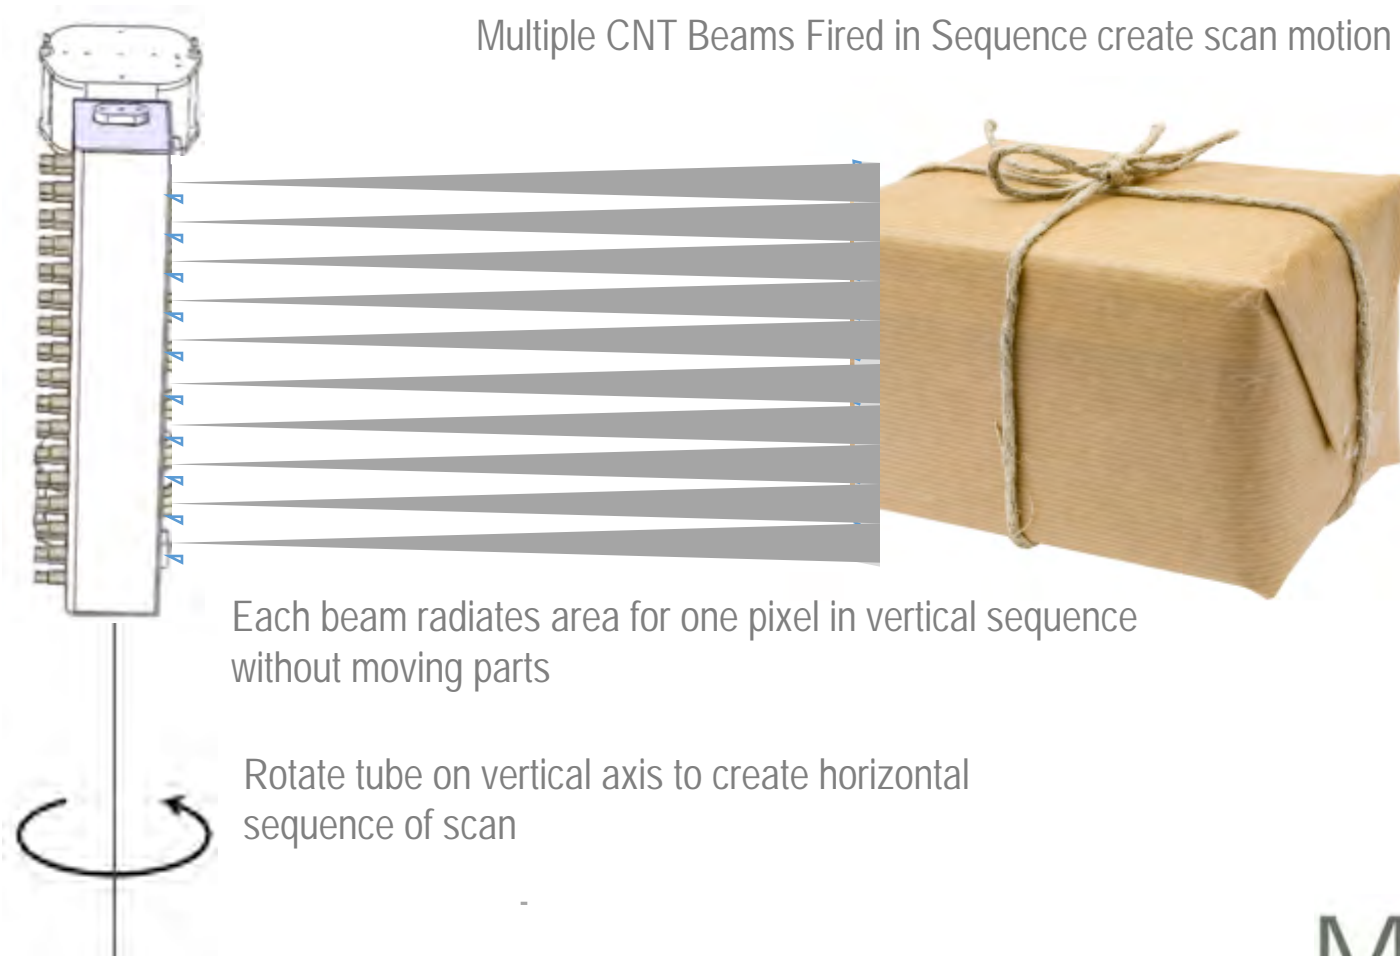 Multiple CNT Beams Fired in Sequence create scan motion
Each beam radiates area for one pixel in vertical sequence
without moving parts
Rotate tube on vertical axis to create horizontal
sequence of scan
-
M